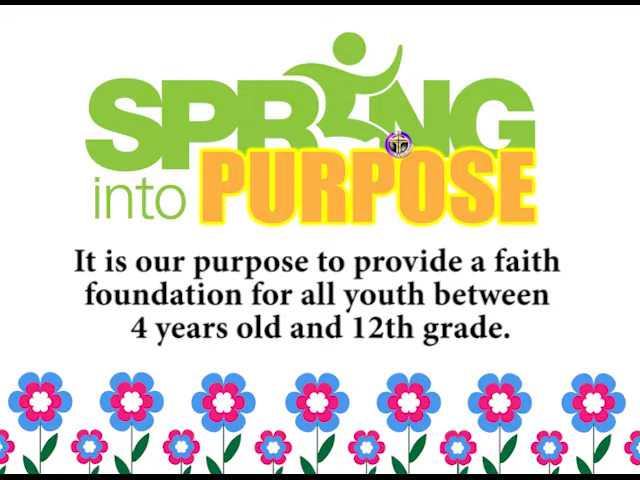 SPRING
into PURPOSE
It is our purpose to provide a faith
foundation for all youth between
4 years old and 12th grade.